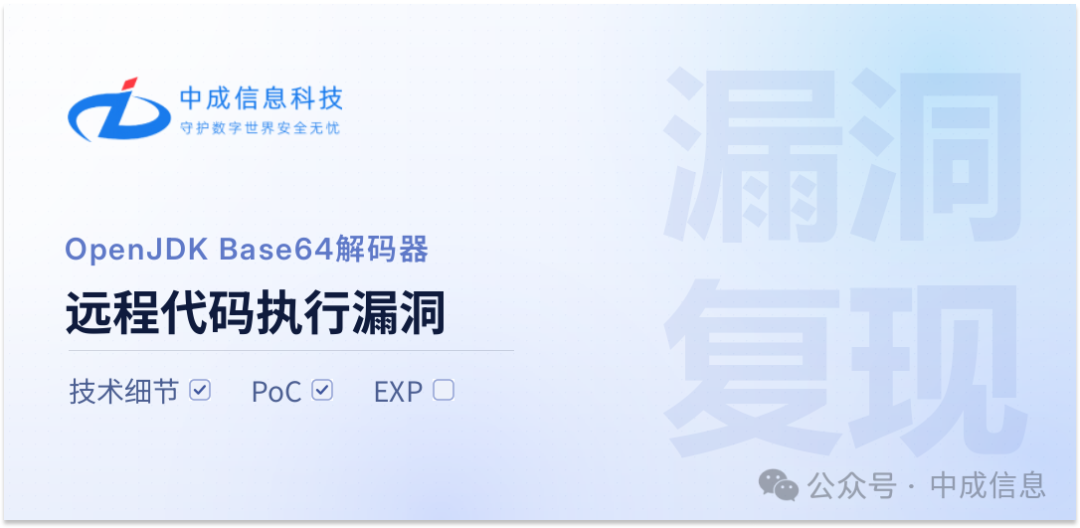 中成信息科技
守护数字世界安全无忧
漏洞
复现
OpenJDK Base64解码器
远程代码执行漏洞
技术细节 PoC EXP
公众号 · 中成信息